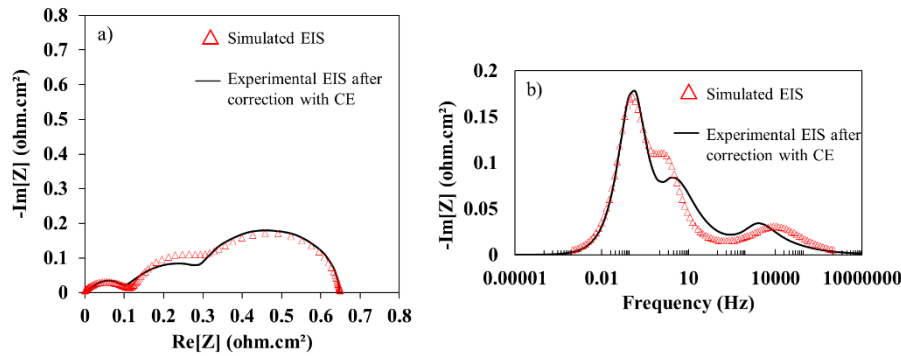 a)
Simulated EIS
Experimental EIS after
correction with CE
-Im[Z] (ohm.cm²)
0.8
0.7
0.6
0.5
0.4
0.3
0.2
0.1
0
0 0.1 0.2 0.3 0.4 0.5 0.6 0.7 0.8
Re[Z] (ohm.cm²)
b)
Simulated EIS
Experimental EIS after
correction with CE
-Im[Z] (ohm.cm²)
0.2
0.15
0.1
0.05
0
0.00001 0.01 10 10000 10000000
Frequency (Hz)